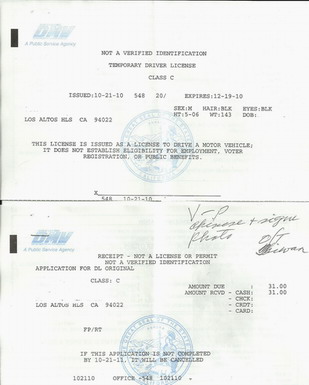 DMV
A Public Service Agency
NOT A VERIFIED IDENTIFICATION
TEMPORARY DRIVER LICENSE
CLASS C
ISSUED:10-21-10 548 20/ EXPIRES:12-19-10
SEX:M HAIR:BLK EYES:BLK
HT:5-06 WT:143 DOB:
LOS ALTOS HLS CA 94022
THIS LICENSE IS ISSUED AS A LICENSE TO DRIVE A MOTOR VEHICLE;
IT DOES NOT ESTABLISH ELIGIBILITY FOR EMPLOYMENT, VOTER
REGISTRATION, OR PUBLIC BENEFITS.
X
548 10-21-10
V-P
photo
DMV
A Public Service Agency
RECEIPT - NOT A LICENSE OR PERMIT
NOT A VERIFIED IDENTIFICATION
APPLICATION FOR DL ORIGINAL
CLASS: C
AMOUNT DUE : 31.00
AMOUNT RCVD - CASH: 31.00
- CHCK:
- CRDT:
- CARD:
LOS ALTOS HLS CA 94022
FP/RT
IF THIS APPLICATION IS NOT COMPLETED
BY 10-21-11, IT WILL BE CANCELLED
102110 OFFICE -548 102110